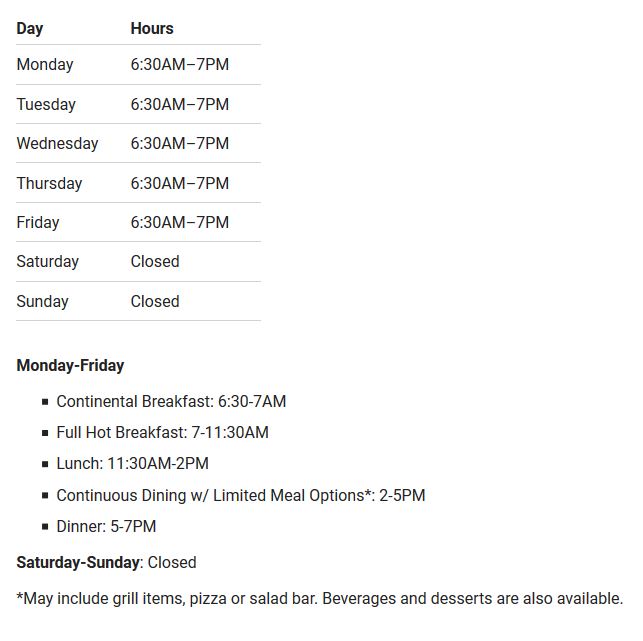 Day Hours
Monday 6:30AM–7PM
Tuesday 6:30AM–7PM
Wednesday 6:30AM–7PM
Thursday 6:30AM–7PM
Friday 6:30AM–7PM
Saturday Closed
Sunday Closed
Monday-Friday
▪ Continental Breakfast: 6:30-7AM
▪ Full Hot Breakfast: 7-11:30AM
▪ Lunch: 11:30AM-2PM
▪ Continuous Dining w/ Limited Meal Options*: 2-5PM
▪ Dinner: 5-7PM
Saturday-Sunday: Closed
*May include grill items, pizza or salad bar. Beverages and desserts are also available.